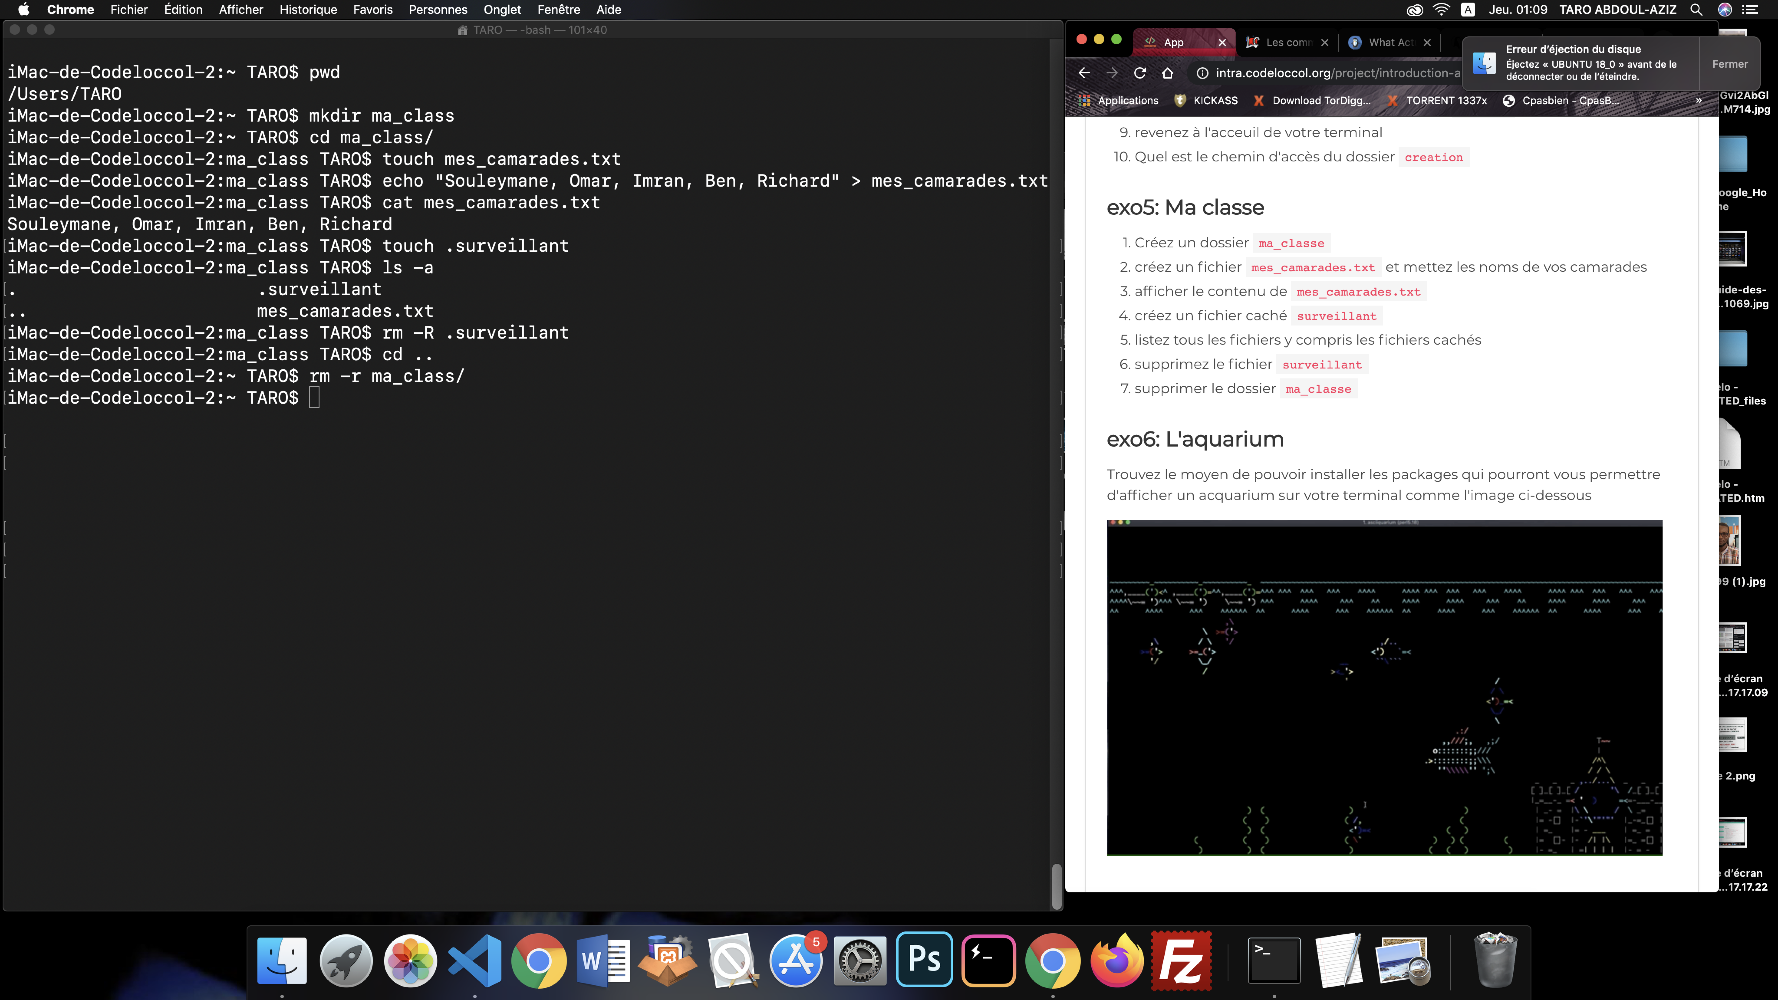 Chrome Fichier Édition Afficher Historique Favoris Personnes Onglet Fenêtre Aide
A Jeu. 01:09 TARO ABDOUL-AZIZ
TARO — -bash — 101×40
iMac-de-Codeloccol-2:~ TARO$ pwd
/Users/TARO
iMac-de-Codeloccol-2:~ TARO$ mkdir ma_class
iMac-de-Codeloccol-2:~ TARO$ cd ma_class/
iMac-de-Codeloccol-2:ma_class TARO$ touch mes_camarades.txt
iMac-de-Codeloccol-2:ma_class TARO$ echo "Souleymane, Omar, Imran, Ben, Richard" > mes_camarades.txt
iMac-de-Codeloccol-2:ma_class TARO$ cat mes_camarades.txt
Souleymane, Omar, Imran, Ben, Richard
iMac-de-Codeloccol-2:ma_class TARO$ touch .surveillant
iMac-de-Codeloccol-2:ma_class TARO$ ls -a
. .surveillant
.. mes_camarades.txt
iMac-de-Codeloccol-2:ma_class TARO$ rm -R .surveillant
iMac-de-Codeloccol-2:ma_class TARO$ cd ..
iMac-de-Codeloccol-2:~ TARO$ rm -r ma_class/
iMac-de-Codeloccol-2:~ TARO$
App Les comm What Act
Erreur d'éjection du disque
Éjectez « UBUNTU 18_0 » avant de le
déconnecter ou de l'éteindre.
Fermer
intra.codeloccol.org/project/introduction-a
Applications KICKASS Download TorDigg... TORRENT 1337x Cpasbien - CpasB... »
9. revenez à l'acceuil de votre terminal
10. Quel est le chemin d'accès du dossier creation
exo5: Ma classe
1. Créez un dossier ma_classe
2. créez un fichier mes_camarades.txt et mettez les noms de vos camarades
3. afficher le contenu de mes_camarades.txt
4. créez un fichier caché surveillant
5. listez tous les fichiers y compris les fichiers cachés
6. supprimez le fichier surveillant
7. supprimer le dossier ma_classe
exo6: L'aquarium
Trouvez le moyen de pouvoir installer les packages qui pourront vous permettre
d'afficher un acquarium sur votre terminal comme l'image ci-dessous
Gvi2AbGl
.M714.jpg
oogle_Ho
me
uide-des-
...1069.jpg
elo -
TED_files
TM
elo -
ATED.htm
99 (1).jpg
e d'écran
...17.17.09
e 2.png
e d'écran
...17.17.22
5
Ps
W
Fz